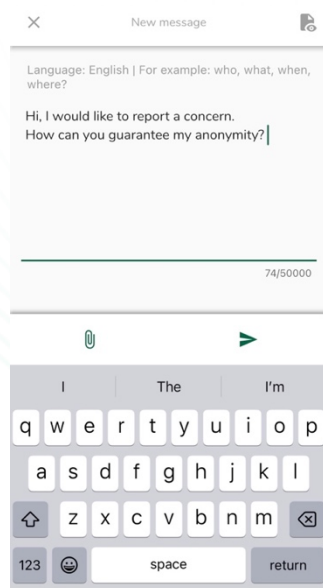 New message
Language: English | For example: who, what, when,
where?
Hi, I would like to report a concern.
How can you guarantee my anonymity?
74/50000
I The I'm
q w e r t y u i o p
a s d f g h j k l
z x c v b n m
123 space return